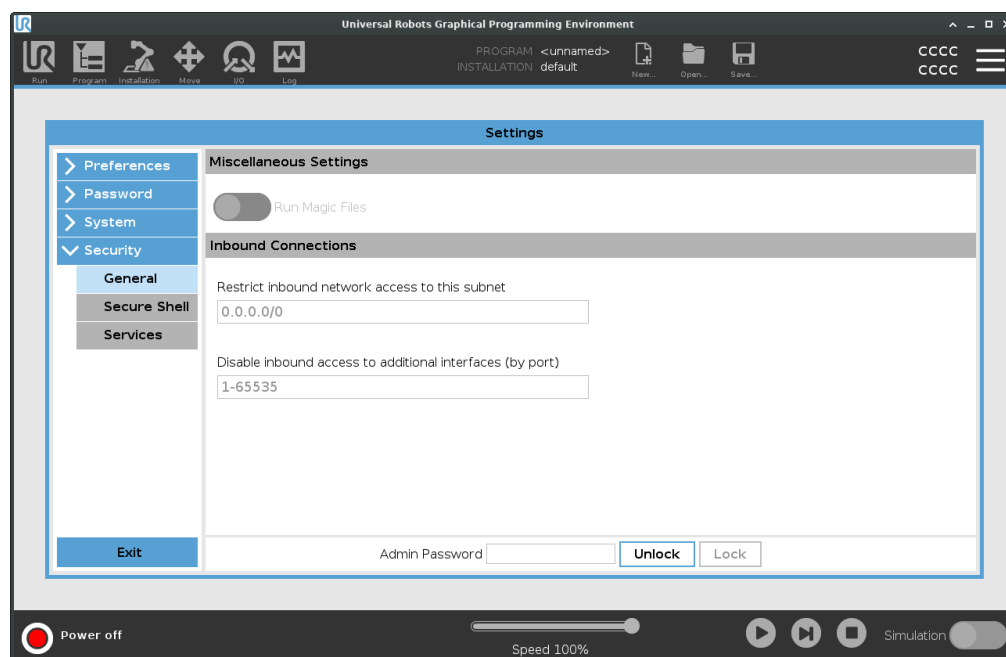 UR
Universal Robots Graphical Programming Environment
UR
Run
Program
Installation
Move
I/O
Log
PROGRAM <unnamed>
INSTALLATION default
New...
Open...
Save...
CCCC
CCCC
Settings
Preferences
Password
System
Security
General
Secure Shell
Services
Exit
Miscellaneous Settings
Run Magic Files
Inbound Connections
Restrict inbound network access to this subnet
0.0.0.0/0
Disable inbound access to additional interfaces (by port)
1-65535
Admin Password
Unlock
Lock
Power off
Speed 100%
Simulation